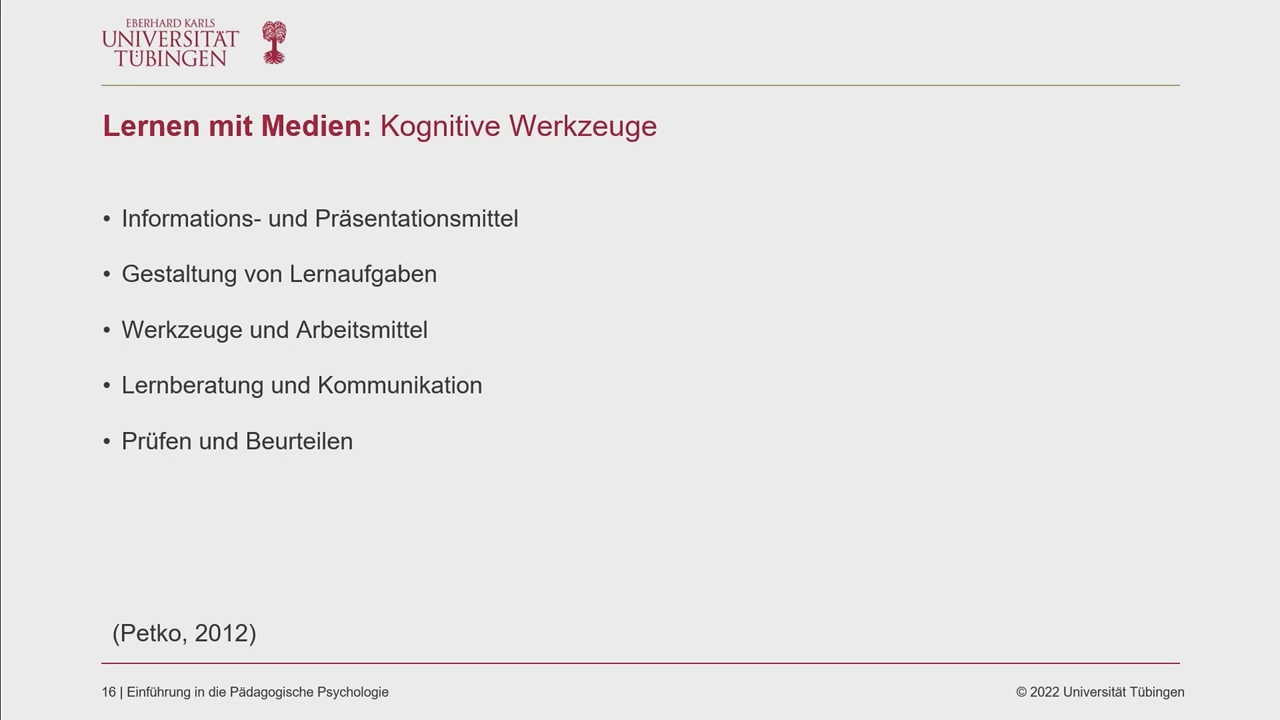 EBERHARD KARLS
UNIVERSITÄT
TÜBINGEN
Lernen mit Medien: Kognitive Werkzeuge
• Informations- und Präsentationsmittel
• Gestaltung von Lernaufgaben
• Werkzeuge und Arbeitsmittel
• Lernberatung und Kommunikation
• Prüfen und Beurteilen
(Petko, 2012)
16 | Einführung in die Pädagogische Psychologie
© 2022 Universität Tübingen